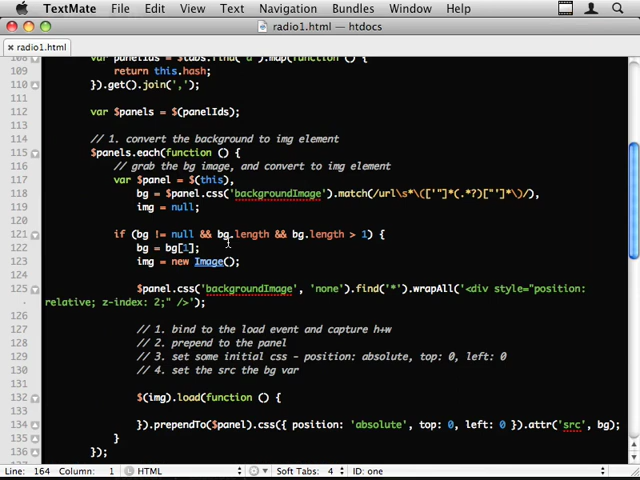 TextMate File Edit View Text Navigation Bundles Window Help
radio1.html — htdocs
× radio1.html
108 var panelIds = $tabs.find('a').map(function () {
109 return this.hash;
110 }).get().join(',');
112 var $panels = $(panelIds);
114 // 1. convert the background to img element
115 $panels.each(function () {
116 // grab the bg image, and convert to img element
117 var $panel = $(this),
118 bg = $panel.css('backgroundImage').match(/url\s*\(['"]*(.*?)["']*\)/),
119 img = null;
121 if (bg != null && bg.length && bg.length > 1) {
122 bg = bg[1];
123 img = new Image();
125 $panel.css('backgroundImage', 'none').find('*').wrapAll('<div style="position:
· relative; z-index: 2;" />');
127 // 1. bind to the load event and capture h+w
128 // 2. prepend to the panel
129 // 3. set some initial css - position: absolute, top: 0, left: 0
130 // 4. set the src the bg var
132 $(img).load(function () {
134 }).prependTo($panel).css({ position: 'absolute', top: 0, left: 0 }).attr('src', bg);
135 }
136 });
Line: 164 Column: 1 L HTML Soft Tabs: 4 ID: one